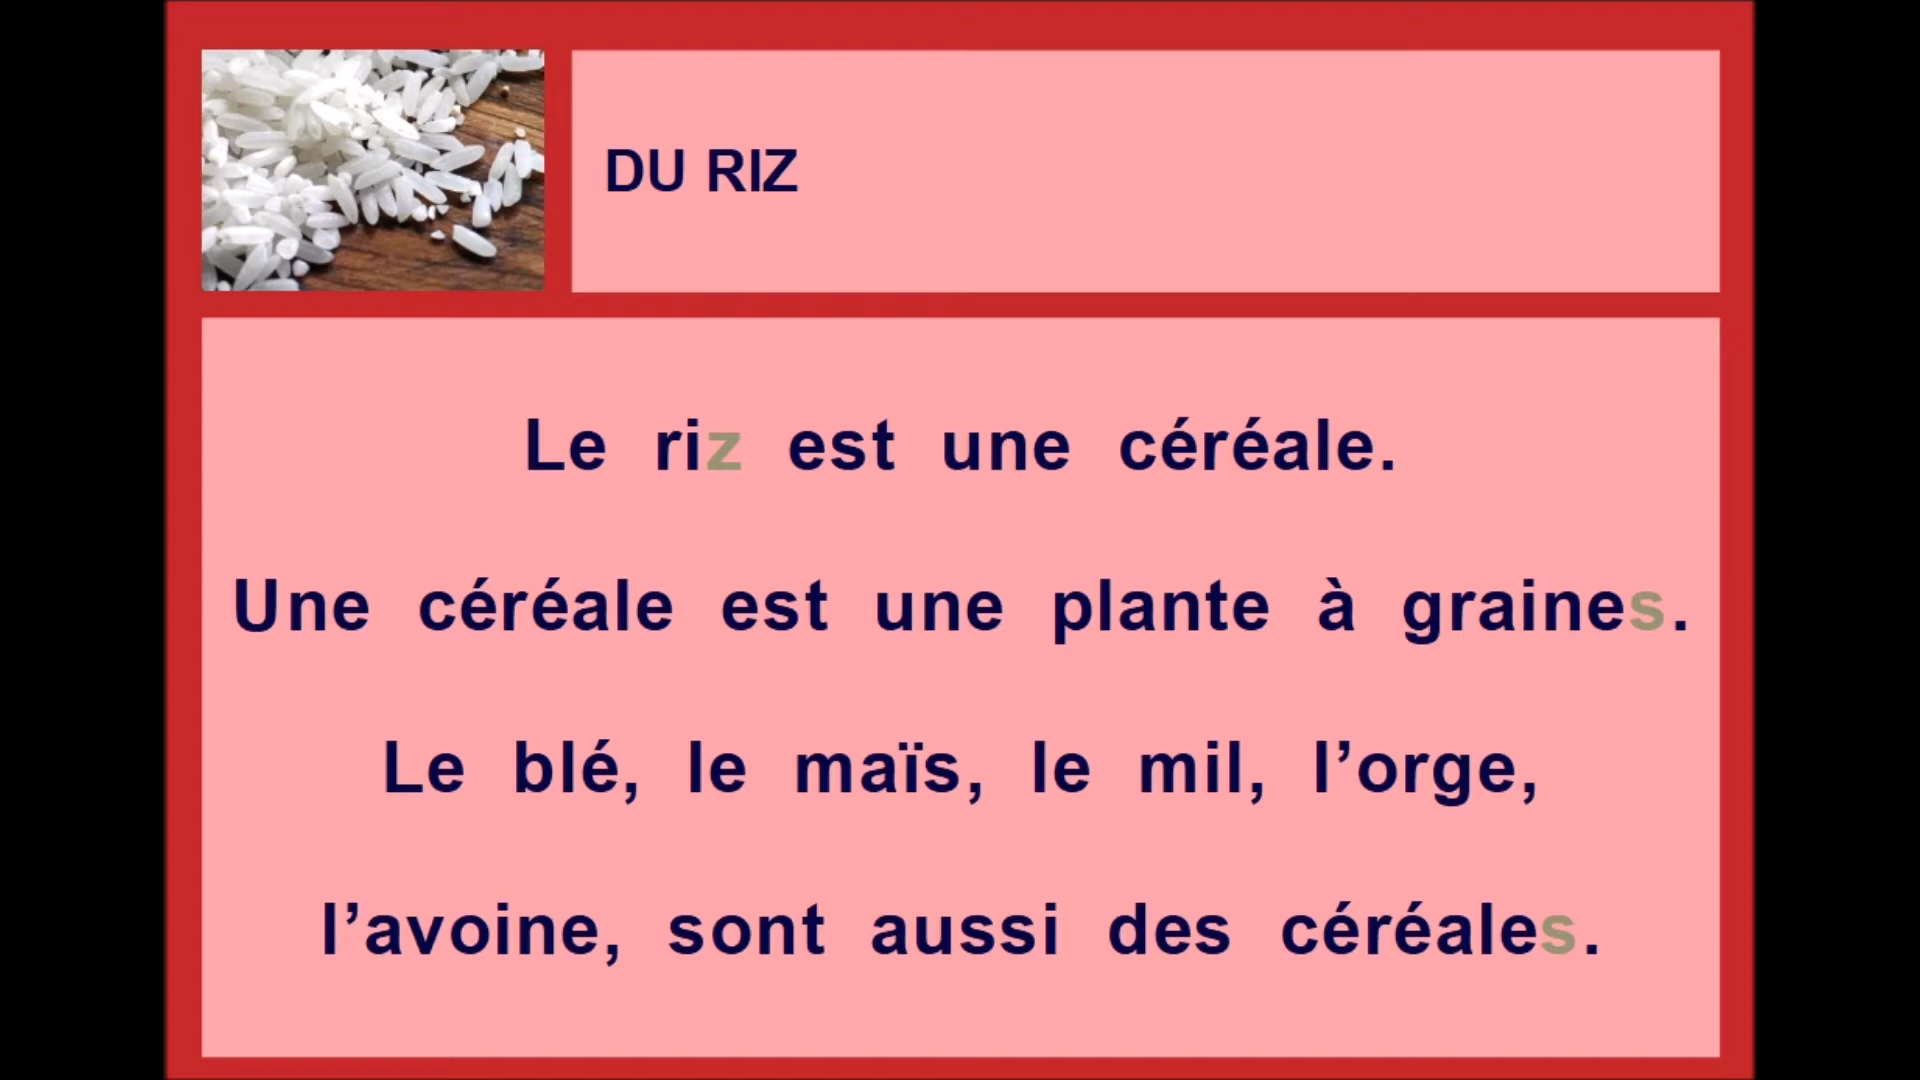 DU RIZ
Le riz est une céréale.
Une céréale est une plante à graines.
Le blé, le maïs, le mil, l’orge,
l’avoine, sont aussi des céréales.